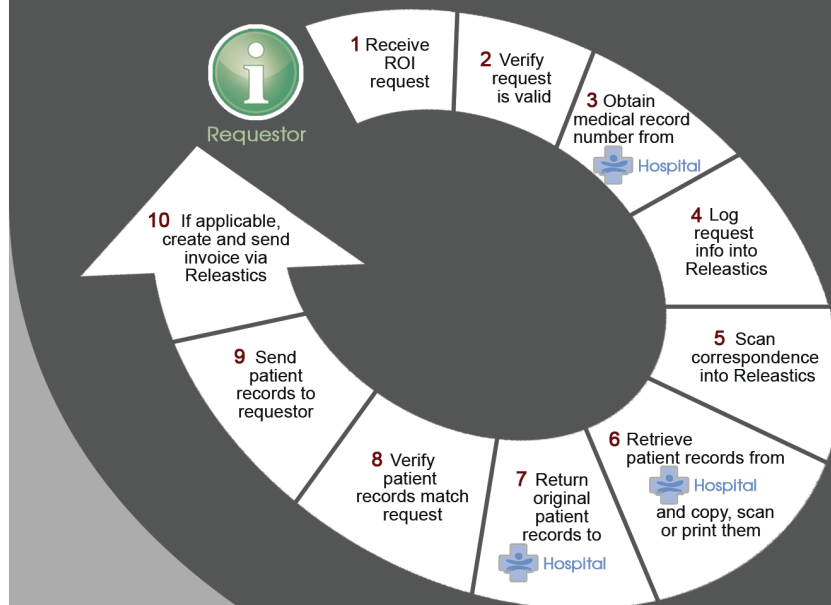 Requestor
1 Receive
ROI
request
2 Verify
request
is valid
3 Obtain
medical record
number from
Hospital
4 Log
request
info into
Releastics
5 Scan
correspondence
into Releastics
6 Retrieve
patient records from
Hospital
and copy, scan
or print them
7 Return
original
patient
records to
Hospital
8 Verify
patient
records match
request
9 Send
patient
records to
requestor
10 If applicable,
create and send
invoice via
Releastics